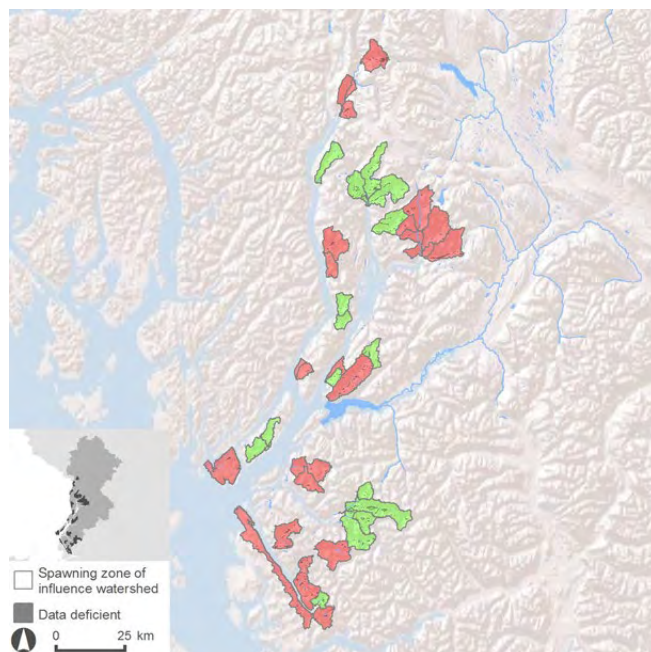 Spawning zone of
influence watershed
Data deficient
0 25 km